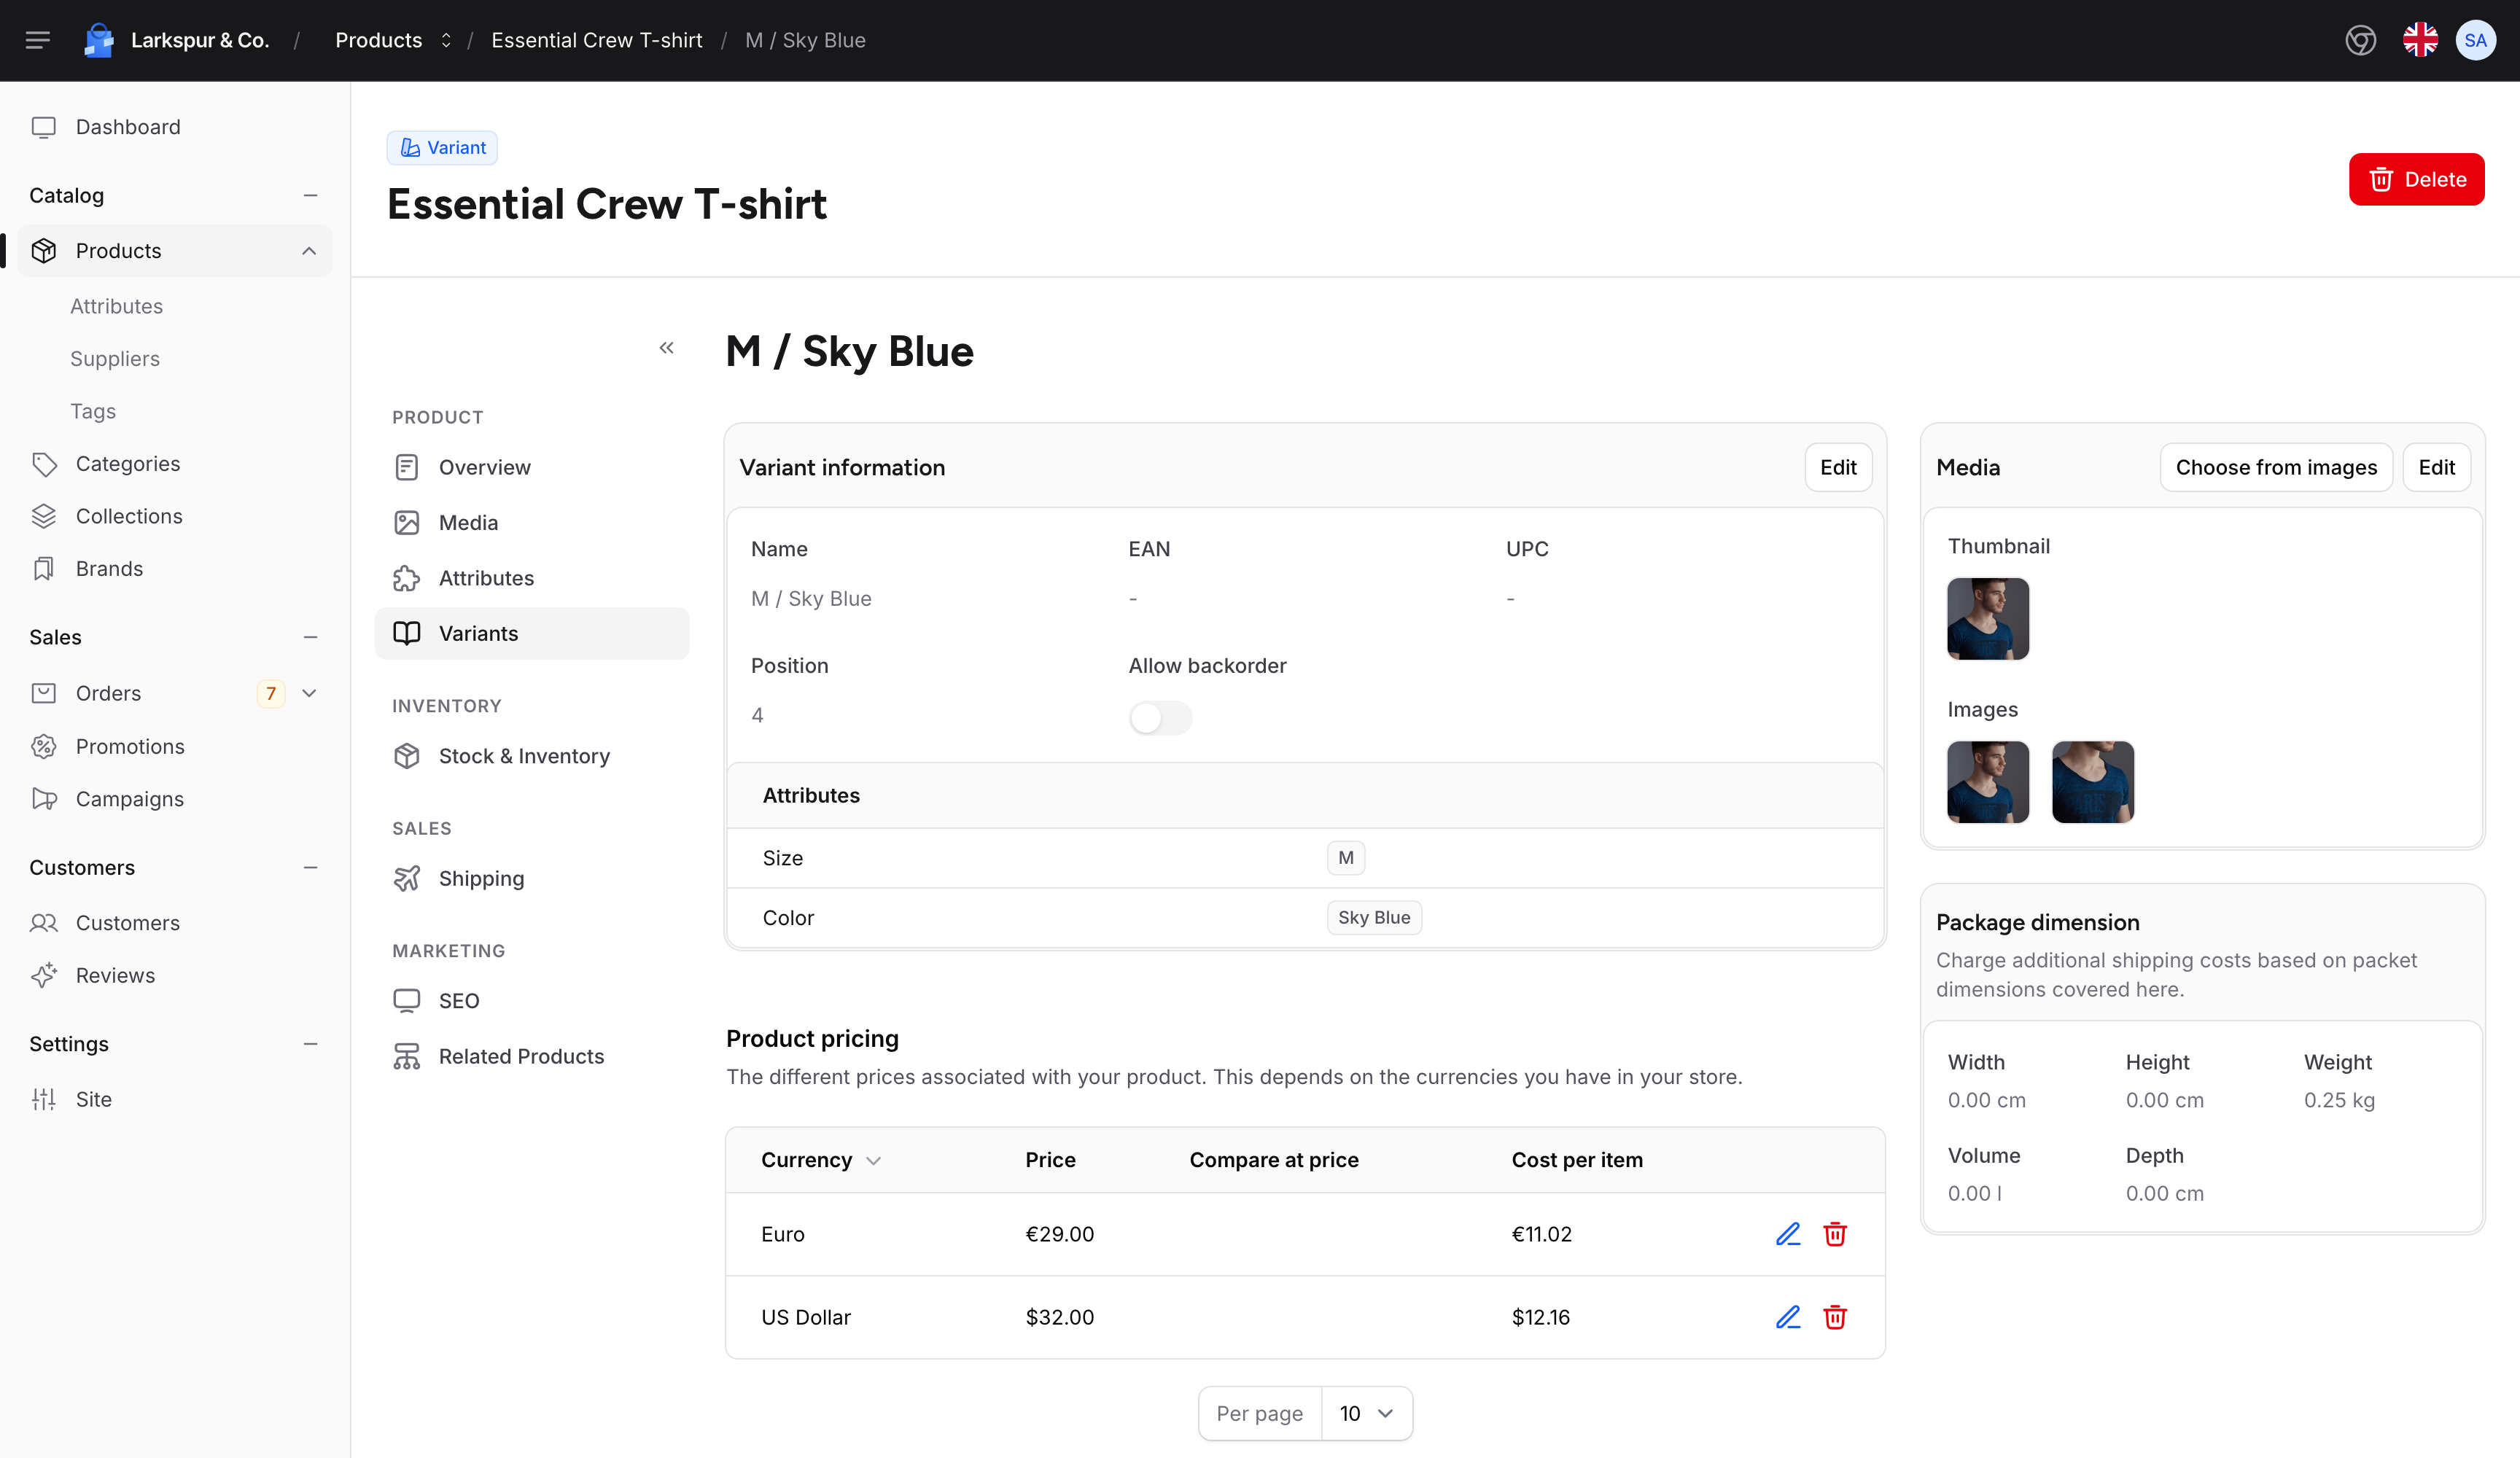 Larkspur & Co. / Products / Essential Crew T-shirt / M / Sky Blue
SA
Dashboard
Catalog
Products
Attributes
Suppliers
Tags
Categories
Collections
Brands
Sales
Orders 7
Promotions
Campaigns
Customers
Customers
Reviews
Settings
Site
Variant
Essential Crew T-shirt
Delete
PRODUCT
Overview
Media
Attributes
Variants
INVENTORY
Stock & Inventory
SALES
Shipping
MARKETING
SEO
Related Products
M / Sky Blue
Variant information
Edit
Name EAN UPC
M / Sky Blue - -
Position Allow backorder
4
Attributes
Size M
Color Sky Blue
Product pricing
The different prices associated with your product. This depends on the currencies you have in your store.
Currency Price Compare at price Cost per item
Euro €29.00 €11.02
US Dollar $32.00 $12.16
Per page 10
Media
Choose from images
Edit
Thumbnail
Images
Package dimension
Charge additional shipping costs based on packet
dimensions covered here.
Width Height Weight
0.00 cm 0.00 cm 0.25 kg
Volume Depth
0.00 l 0.00 cm